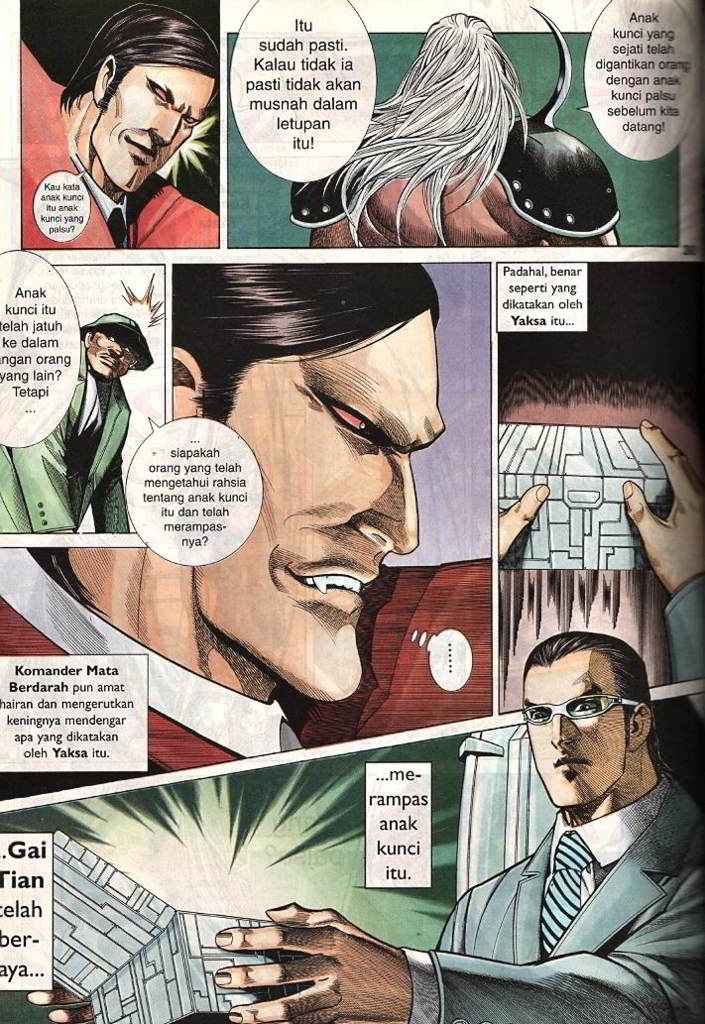 Kau kata
anak kunci
itu anak
kunci yang
palsu?
Itu
sudah pasti.
Kalau tidak ia
pasti tidak akan
musnah dalam
letupan
itu!
Anak
kunci yang
sejati telah
digantikan orang
dengan anak
kunci palsu
sebelum kita
datang!
Anak
kunci itu
telah jatuh
ke dalam
ngan orang
yang lain?
Tetapi
...
...
siapakah
orang yang telah
mengetahui rahsia
tentang anak kunci
itu dan telah
merampas-
nya?
.....
Komander Mata
Berdarah pun amat
hairan dan mengerutkan
keningnya mendengar
apa yang dikatakan
oleh Yaksa itu.
Padahal, benar
seperti yang
dikatakan oleh
Yaksa itu...
..Gai
Tian
telah
ber-
aya...
...me-
rampas
anak
kunci
itu.